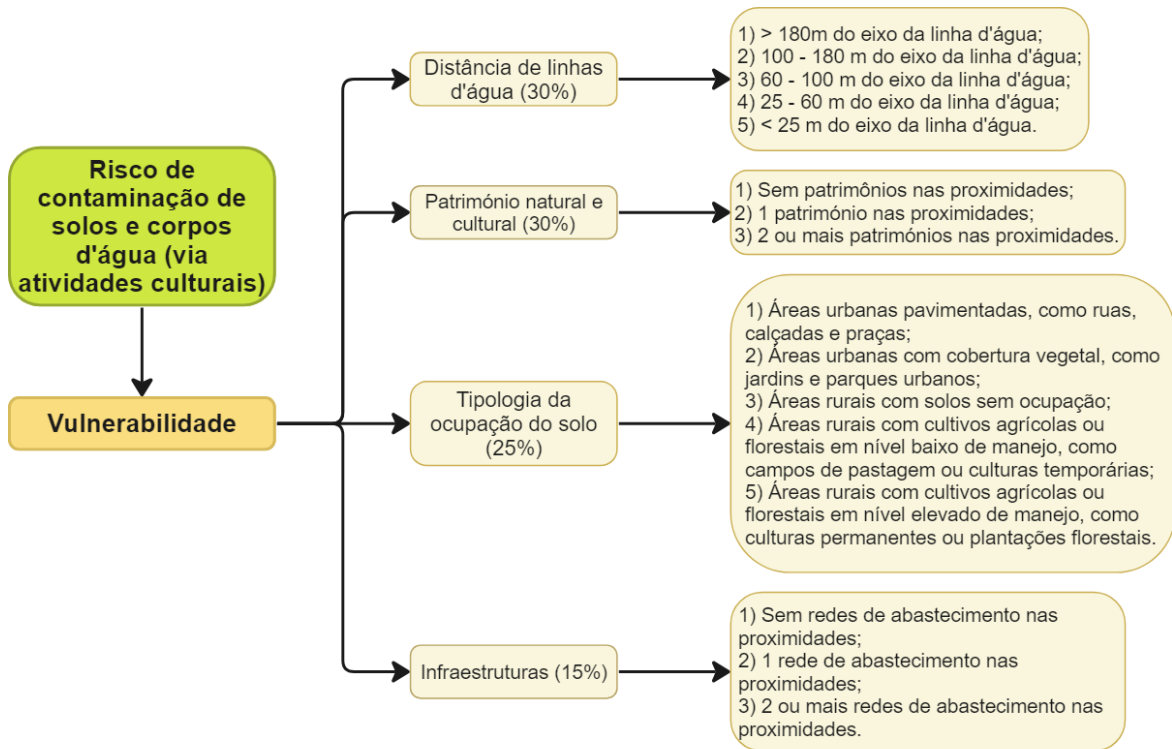 Risco de
contaminação de
solos e corpos
d'água (via
atividades culturais)
Vulnerabilidade
Distância de linhas
d'água (30%)
1) > 180m do eixo da linha d'água;
2) 100 - 180 m do eixo da linha d'água;
3) 60 - 100 m do eixo da linha d'água;
4) 25 - 60 m do eixo da linha d'água;
5) < 25 m do eixo da linha d'água.
Património natural e
cultural (30%)
1) Sem patrimônios nas proximidades;
2) 1 património nas proximidades;
3) 2 ou mais patrimónios nas proximidades.
Tipologia da
ocupação do solo
(25%)
1) Áreas urbanas pavimentadas, como ruas,
calçadas e praças;
2) Áreas urbanas com cobertura vegetal, como
jardins e parques urbanos;
3) Áreas rurais com solos sem ocupação;
4) Áreas rurais com cultivos agrícolas ou
florestais em nível baixo de manejo, como
campos de pastagem ou culturas temporárias;
5) Áreas rurais com cultivos agrícolas ou
florestais em nível elevado de manejo, como
culturas permanentes ou plantações florestais.
Infraestruturas (15%)
1) Sem redes de abastecimento nas
proximidades;
2) 1 rede de abastecimento nas
proximidades;
3) 2 ou mais redes de abastecimento nas
proximidades.